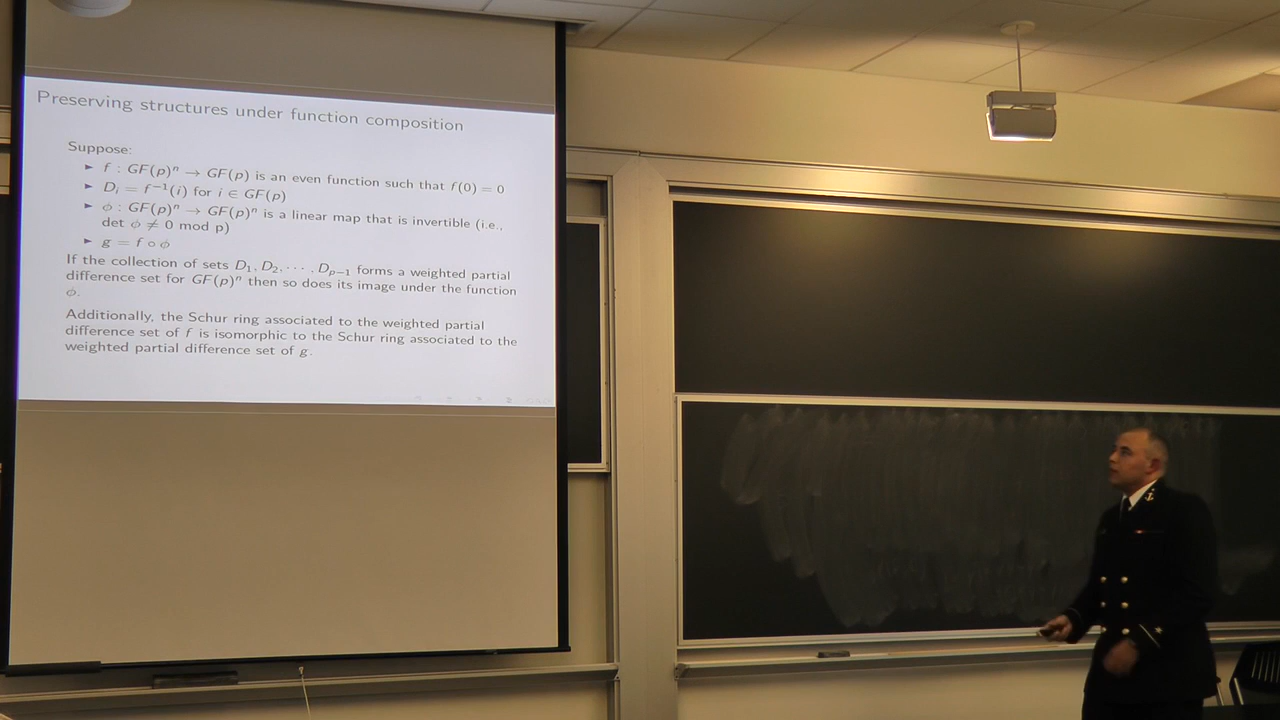 Preserving structures under function composition
Suppose:
► f : GF(p)ⁿ → GF(p) is an even function such that f(0) = 0
► Dᵢ = f⁻¹(i) for i ∈ GF(p)
► ϕ : GF(p)ⁿ → GF(p)ⁿ is a linear map that is invertible (i.e.,
det ϕ ≠ 0 mod p)
► g = f ∘ ϕ
If the collection of sets D₁, D₂, ⋯ , Dₚ₋₁ forms a weighted partial
difference set for GF(p)ⁿ then so does its image under the function
ϕ.
Additionally, the Schur ring associated to the weighted partial
difference set of f is isomorphic to the Schur ring associated to the
weighted partial difference set of g.